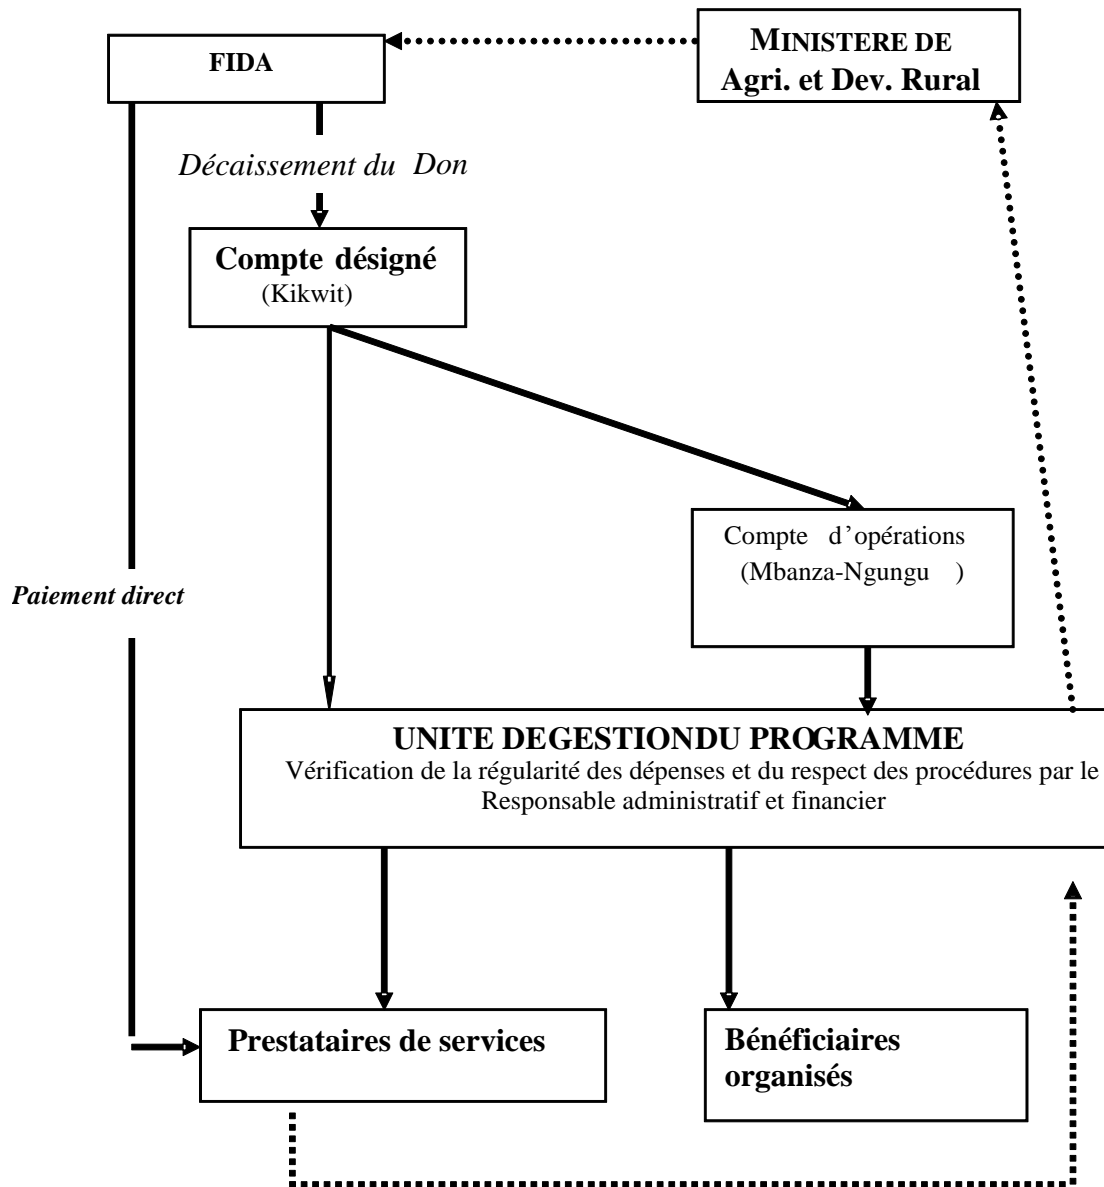 FIDA
MINISTERE DE
Agri. et Dev. Rural
Décaissement du Don
Compte désigné
(Kikwit)
Compte d’opérations
(Mbanza-Ngungu )
Paiement direct
UNITE DEGESTIONDU PROGRAMME
Vérification de la régularité des dépenses et du respect des procédures par le
Responsable administratif et financier
Prestataires de services
Bénéficiaires
organisés